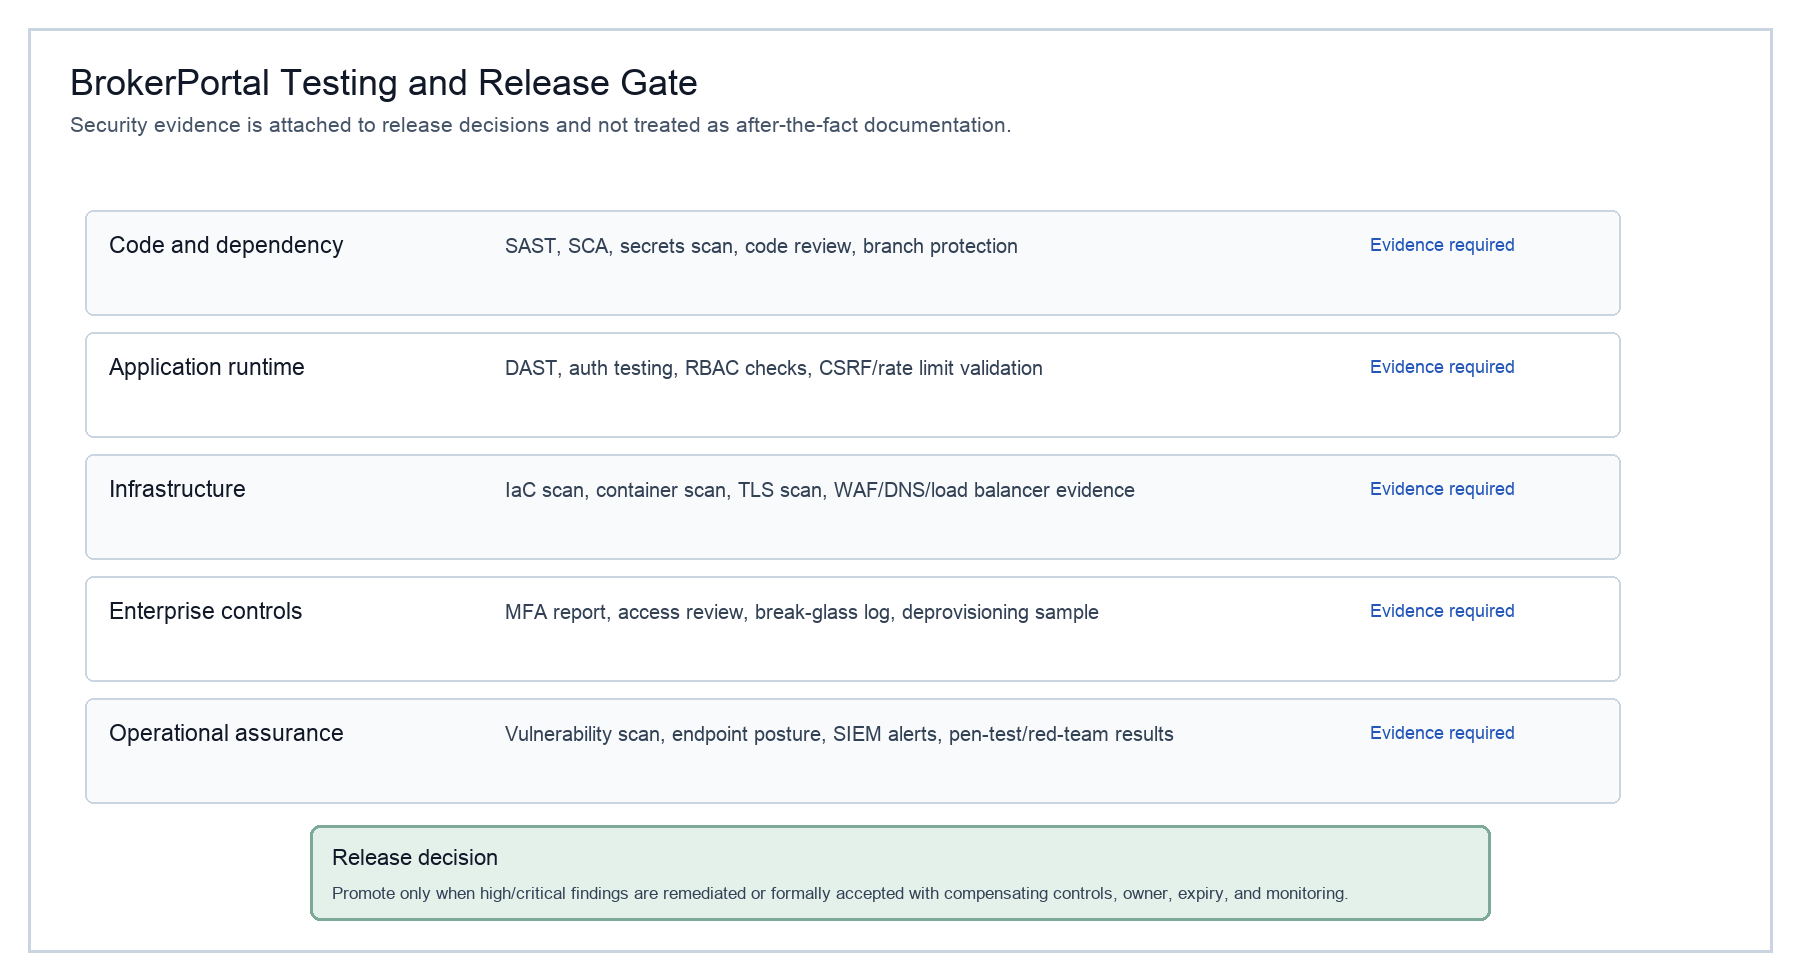 BrokerPortal Testing and Release Gate
Security evidence is attached to release decisions and not treated as after-the-fact documentation.
Code and dependency
SAST, SCA, secrets scan, code review, branch protection
Evidence required
Application runtime
DAST, auth testing, RBAC checks, CSRF/rate limit validation
Evidence required
Infrastructure
IaC scan, container scan, TLS scan, WAF/DNS/load balancer evidence
Evidence required
Enterprise controls
MFA report, access review, break-glass log, deprovisioning sample
Evidence required
Operational assurance
Vulnerability scan, endpoint posture, SIEM alerts, pen-test/red-team results
Evidence required
Release decision
Promote only when high/critical findings are remediated or formally accepted with compensating controls, owner, expiry, and monitoring.